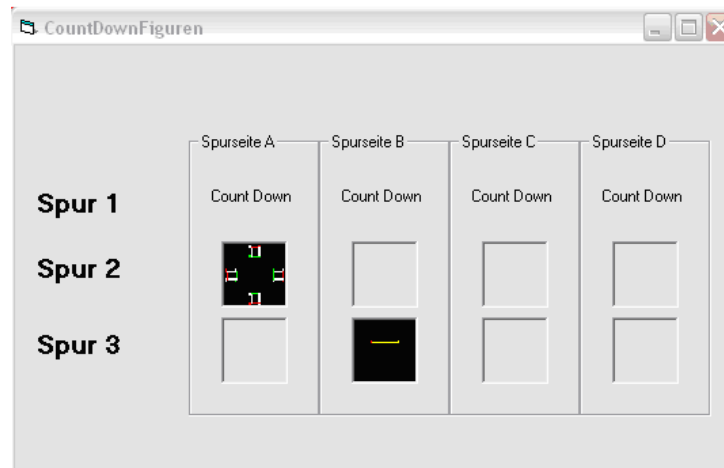 CountDownFiguren
Spurseite A Spurseite B Spurseite C Spurseite D
Spur 1 Count Down Count Down Count Down Count Down
Spur 2
Spur 3